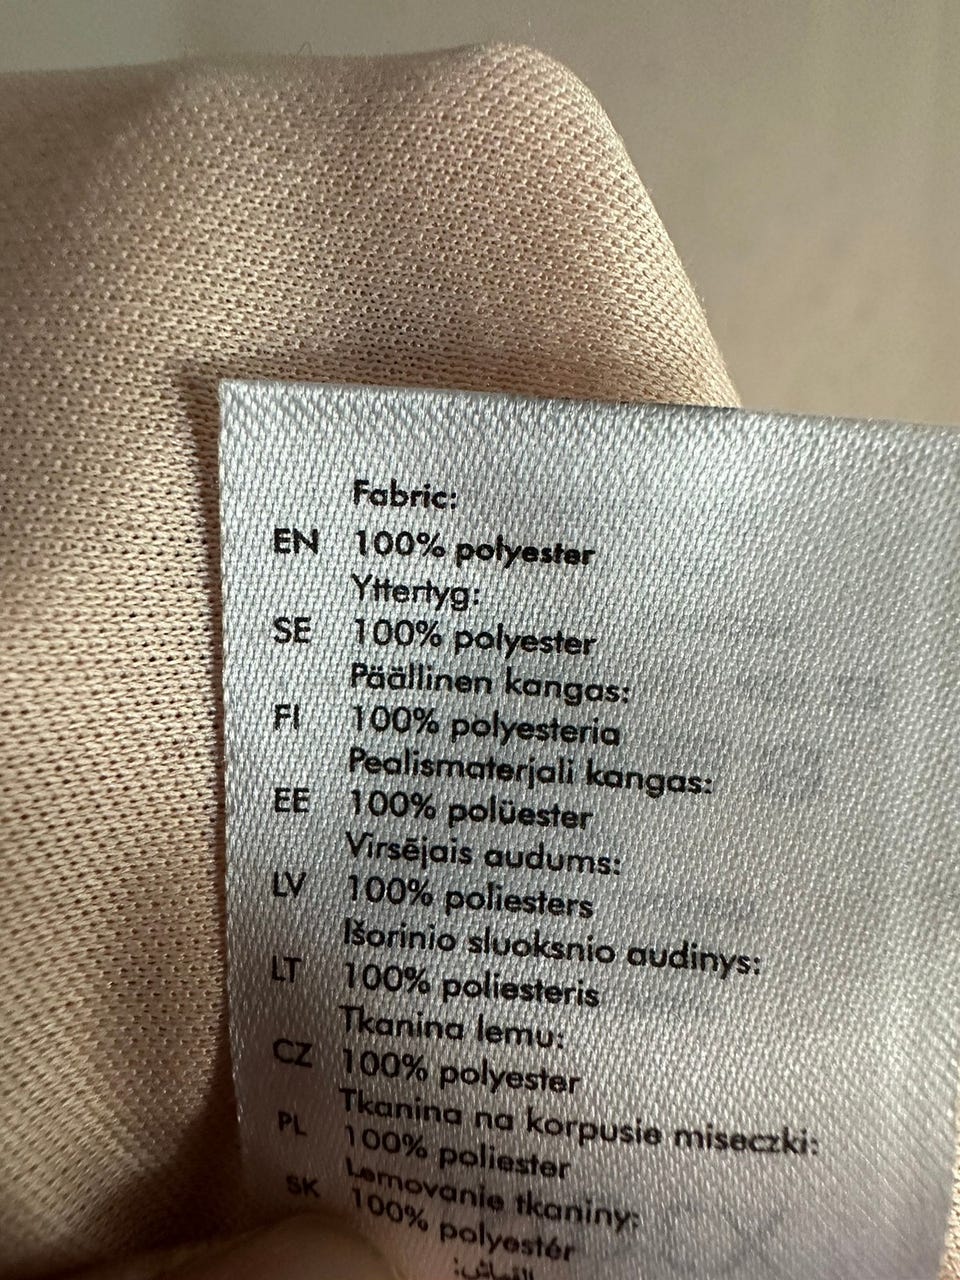 Fabric:
EN 100% polyester
Yttertyg:
SE 100% polyester
Päällinen kangas:
FI 100% polyesteria
Pealismaterjali kangas:
EE 100% polüester
Virsējais audums:
LV 100% poliesters
Išorinio sluoksnio audinys:
LT 100% poliesteris
Tkanina lemu:
CZ 100% polyester
Tkanina na korpusie miseczki:
PL 100% poliester
Lemovanie tkaniny:
SK 100% polyestér